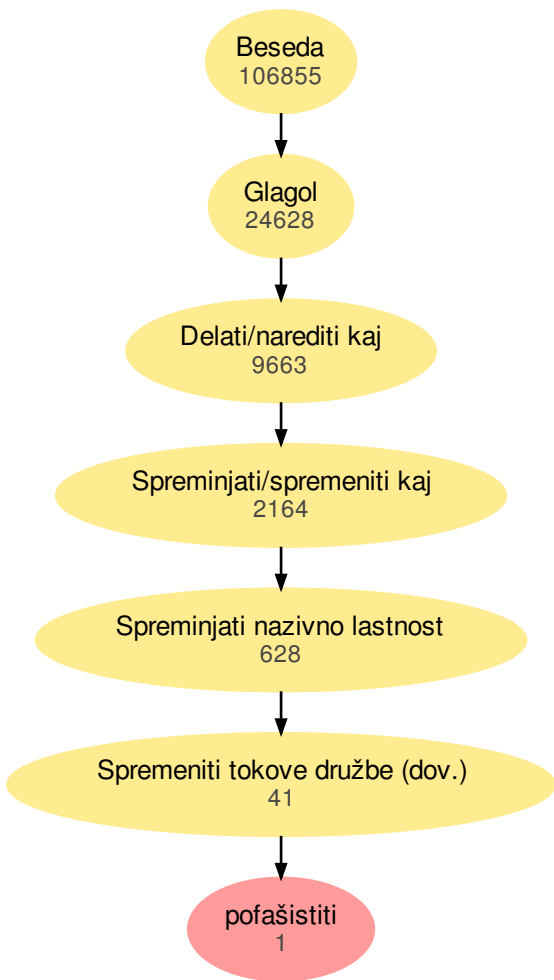 Beseda
106855
Glagol
24628
Delati/narediti kaj
9663
Spreminjati/spremeniti kaj
2164
Spreminjati nazivno lastnost
628
Spremeniti tokove družbe (dov.)
41
pofašistiti
1